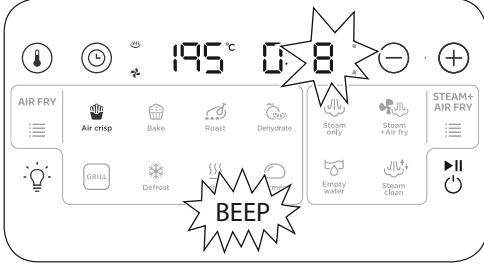 195°C 0. 8
AIR FRY
STEAM+
AIR FRY
Air crisp
Bake
Roast
Dehydrate
Steam
only
Steam
+Air fry
GRILL
Defrost
Empty
water
Steam
clean
BEEP